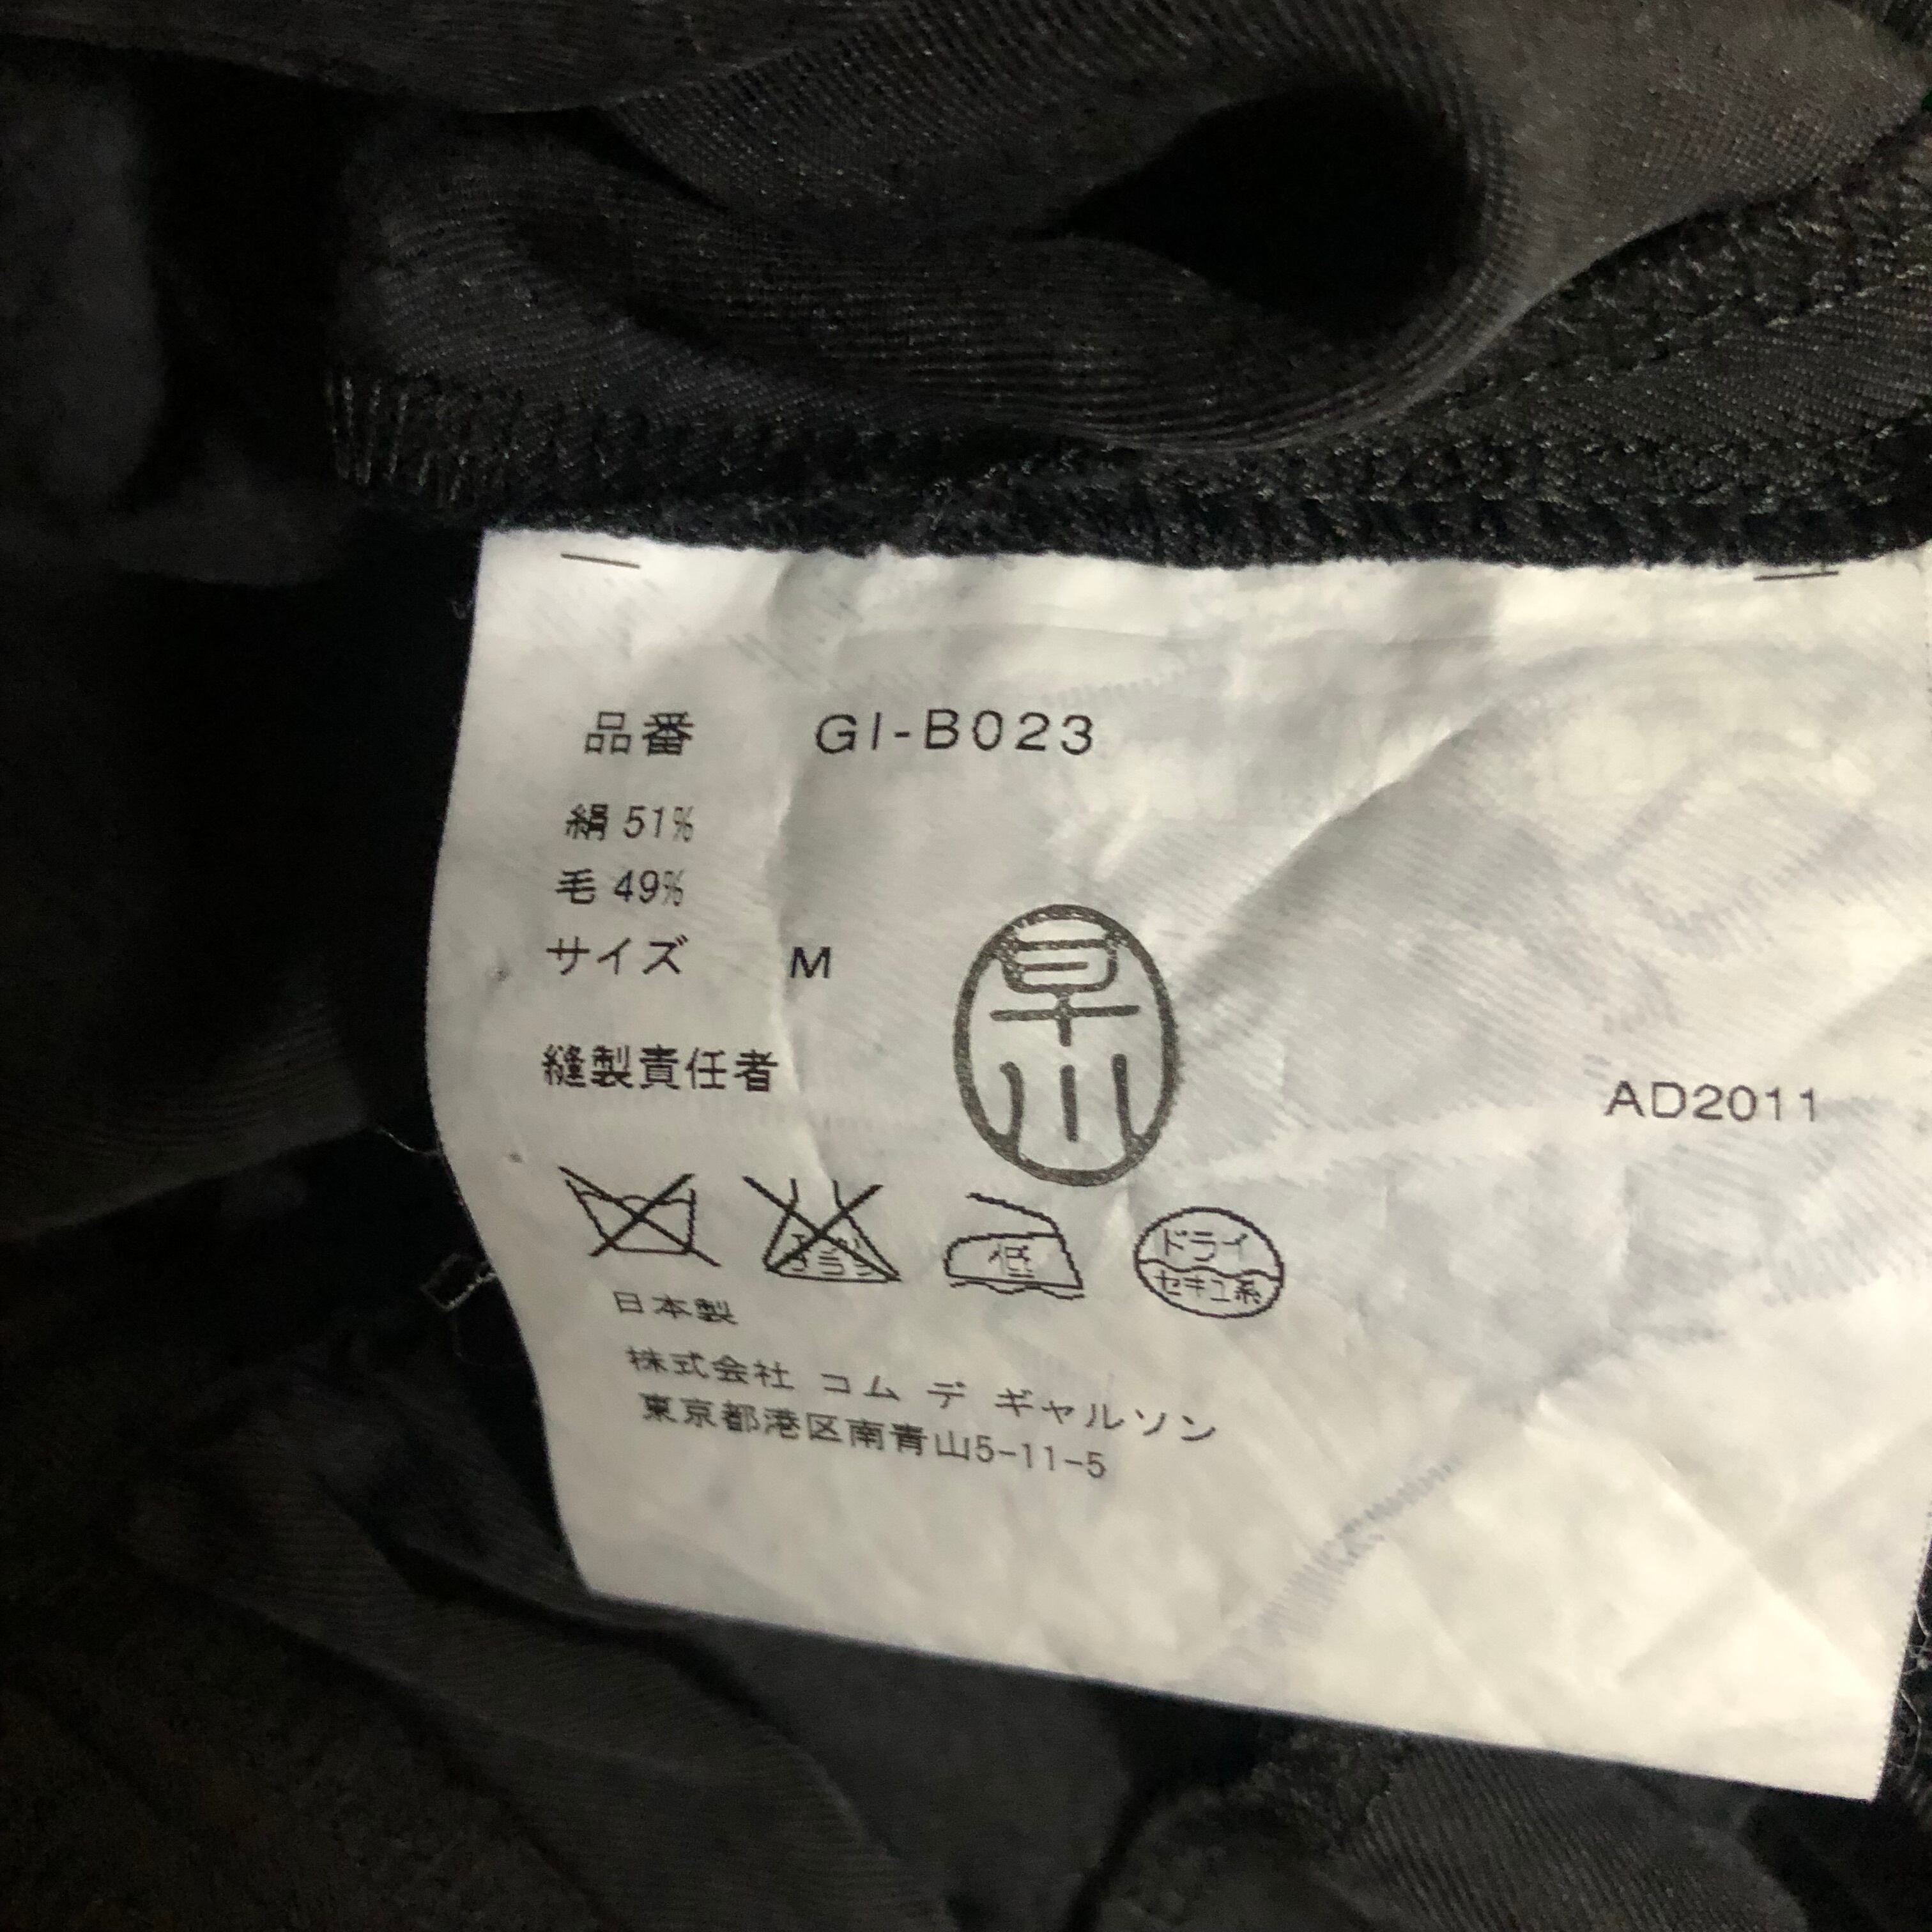 品番 GI-B023
絹 51%
毛 49%
サイズ M
早川
縫製責任者
AD2011
低
ドライ
セキユ系
日本製
株式会社 コム デ ギャルソン
東京都港区南青山5-11-5